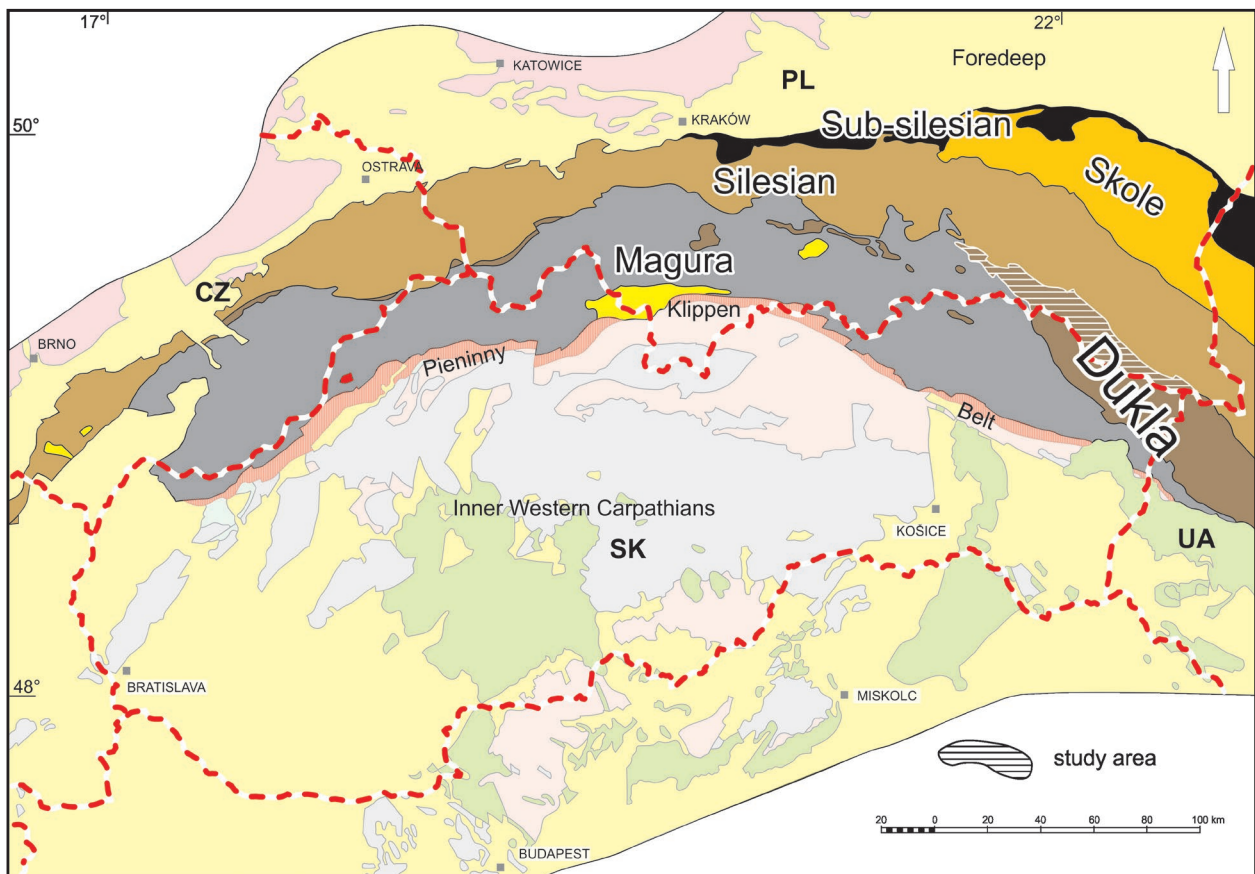 17°
22°
KATOWICE
PL
Foredeep
50°
KRAKÓW
Sub-silesian
OSTRAVA
Silesian
Skole
Magura
CZ
Klippen
BRNO
Pieninny
Dukla
Belt
Inner Western Carpathians
KOŠICE
SK
UA
BRATISLAVA
48°
MISKOLC
study area
20 0 20 40 60 80 100 km
BUDAPEST